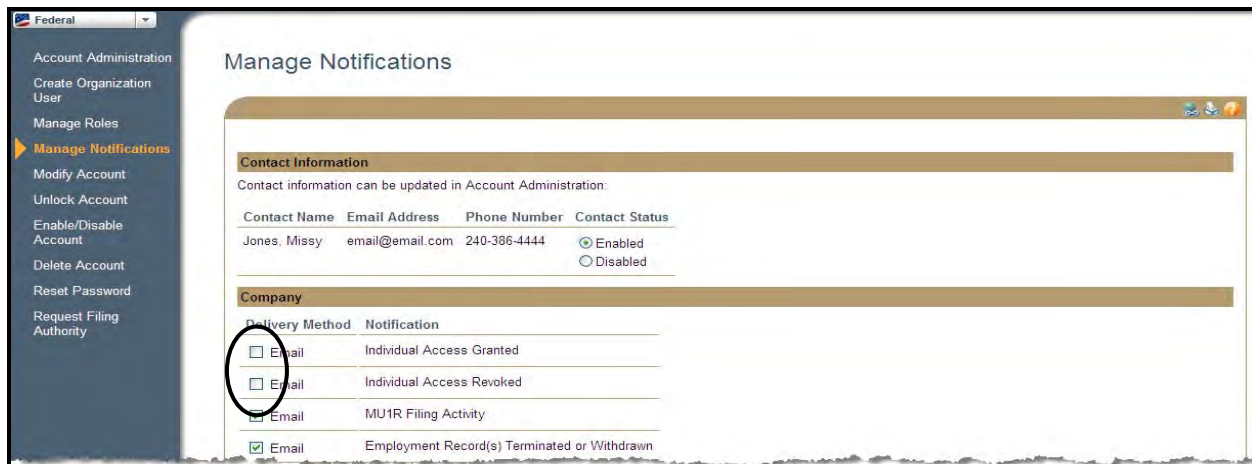 Federal
Account Administration
Create Organization
User
Manage Roles
Manage Notifications
Modify Account
Unlock Account
Enable/Disable
Account
Delete Account
Reset Password
Request Filing
Authority
Manage Notifications
Contact Information
Contact information can be updated in Account Administration:
Contact Name Email Address Phone Number Contact Status
Jones, Missy email@email.com 240-386-4444 Enabled
Disabled
Company
Delivery Method Notification
Email Individual Access Granted
Email Individual Access Revoked
Email MU1R Filing Activity
Email Employment Record(s) Terminated or Withdrawn